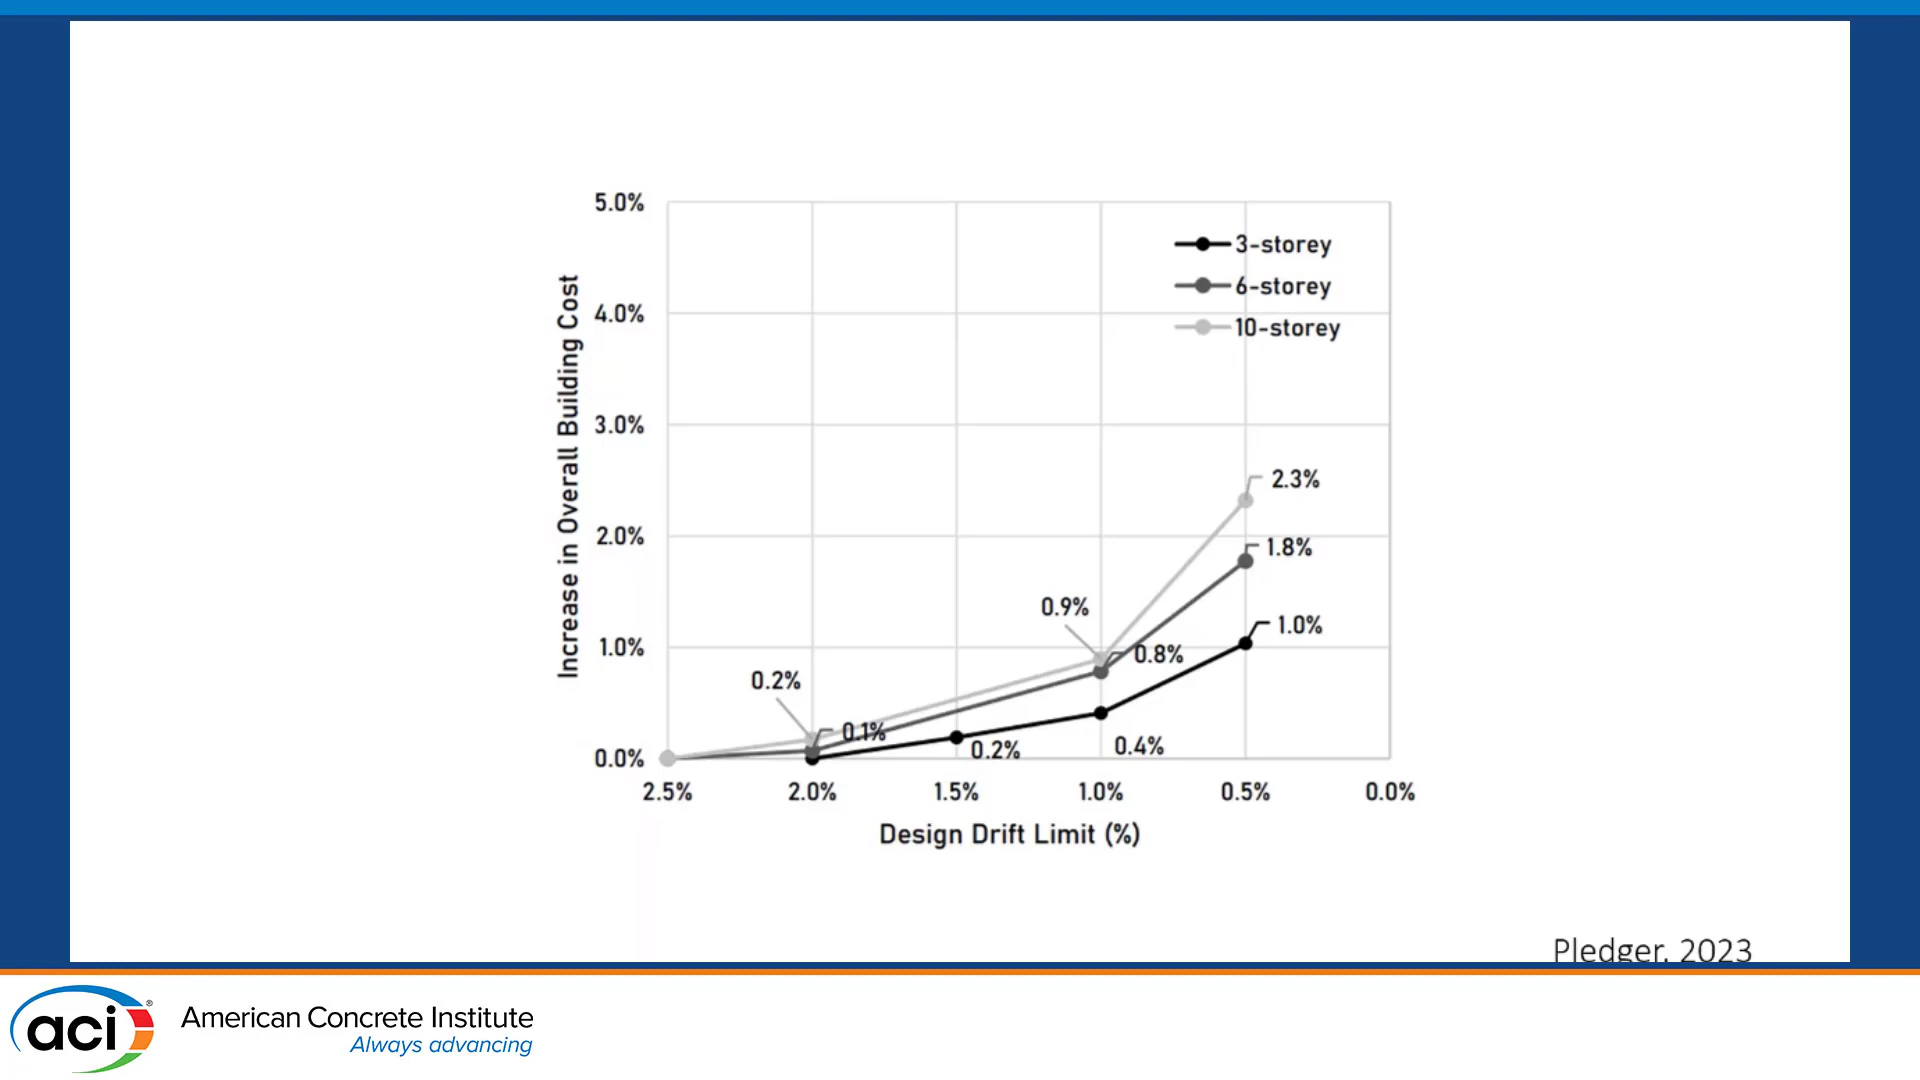 5.0%
4.0%
3.0%
2.0%
1.0%
0.0%
Increase in Overall Building Cost
3-storey
6-storey
10-storey
2.3%
1.8%
1.0%
0.9%
0.8%
0.4%
0.2%
0.1%
0.2%
2.5% 2.0% 1.5% 1.0% 0.5% 0.0%
Design Drift Limit (%)
Pledger, 2023
aci®
American Concrete Institute
Always advancing